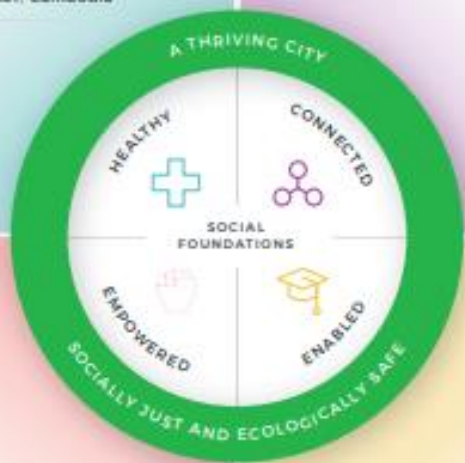 A THRIVING CITY
HEALTHY
CONNECTED
SOCIAL
FOUNDATIONS
EMPOWERED
ENABLED
SOCIALLY JUST AND ECOLOGICALLY SAFE